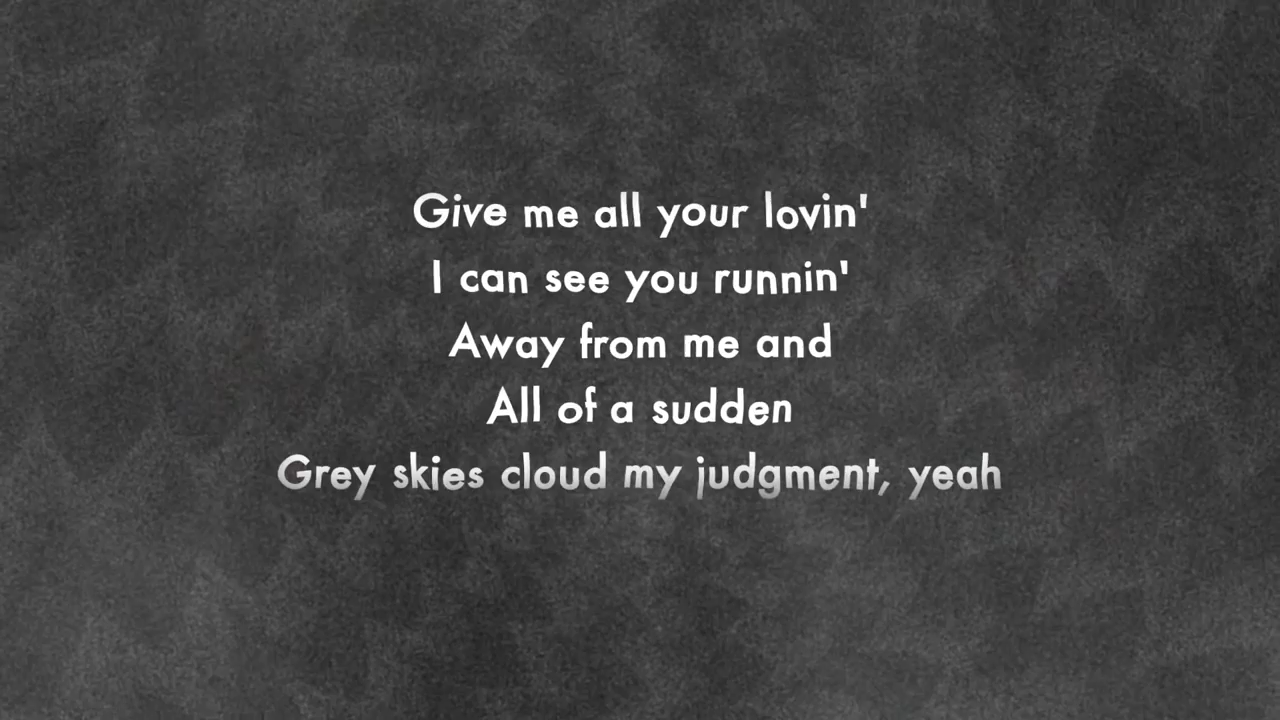 Give me all your lovin'
I can see you runnin'
Away from me and
All of a sudden
Grey skies cloud my judgment, yeah